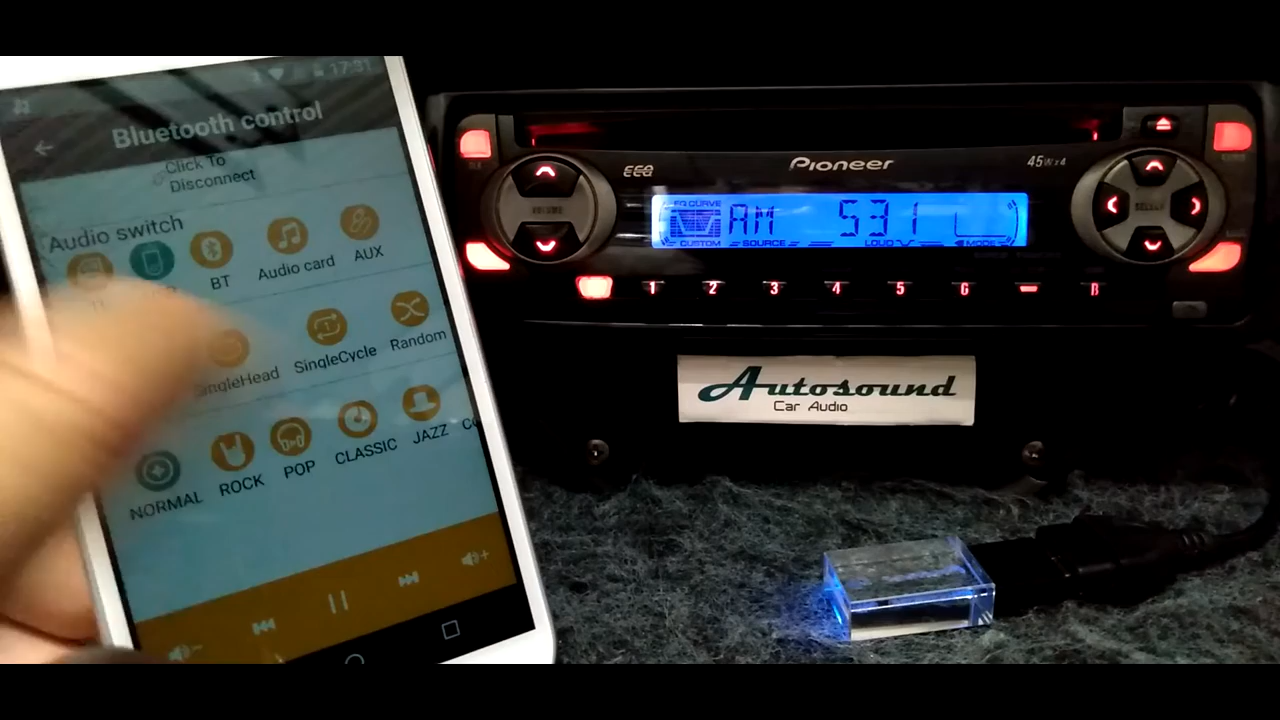 17:31
Bluetooth control
Click To
Disconnect
Audio switch
BT
Audio card
AUX
SingleHead
SingleCycle
Random
NORMAL
ROCK
POP
CLASSIC
JAZZ
EEQ
Pioneer
45W x4
VOLUME
EQ CURVE
CUSTOM
AM 531
SOURCE
LOUD
MODE
SELECT
1 2 3 4 5 6
Autosound
Car Audio